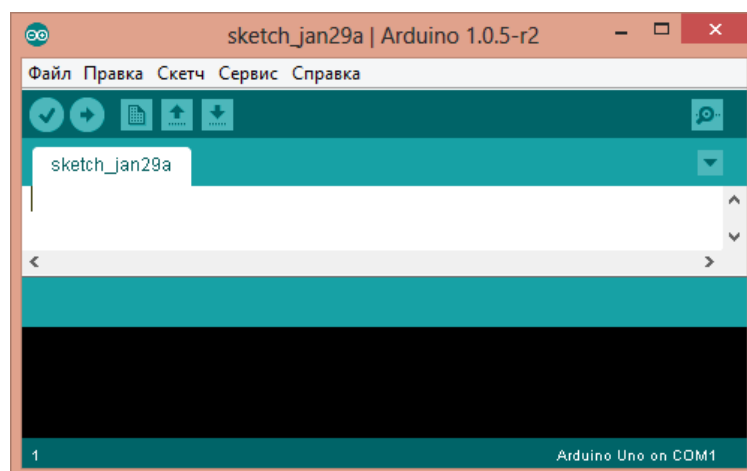 sketch_jan29a | Arduino 1.0.5-r2
Файл Правка Скетч Сервис Справка
sketch_jan29a
1 Arduino Uno on COM1